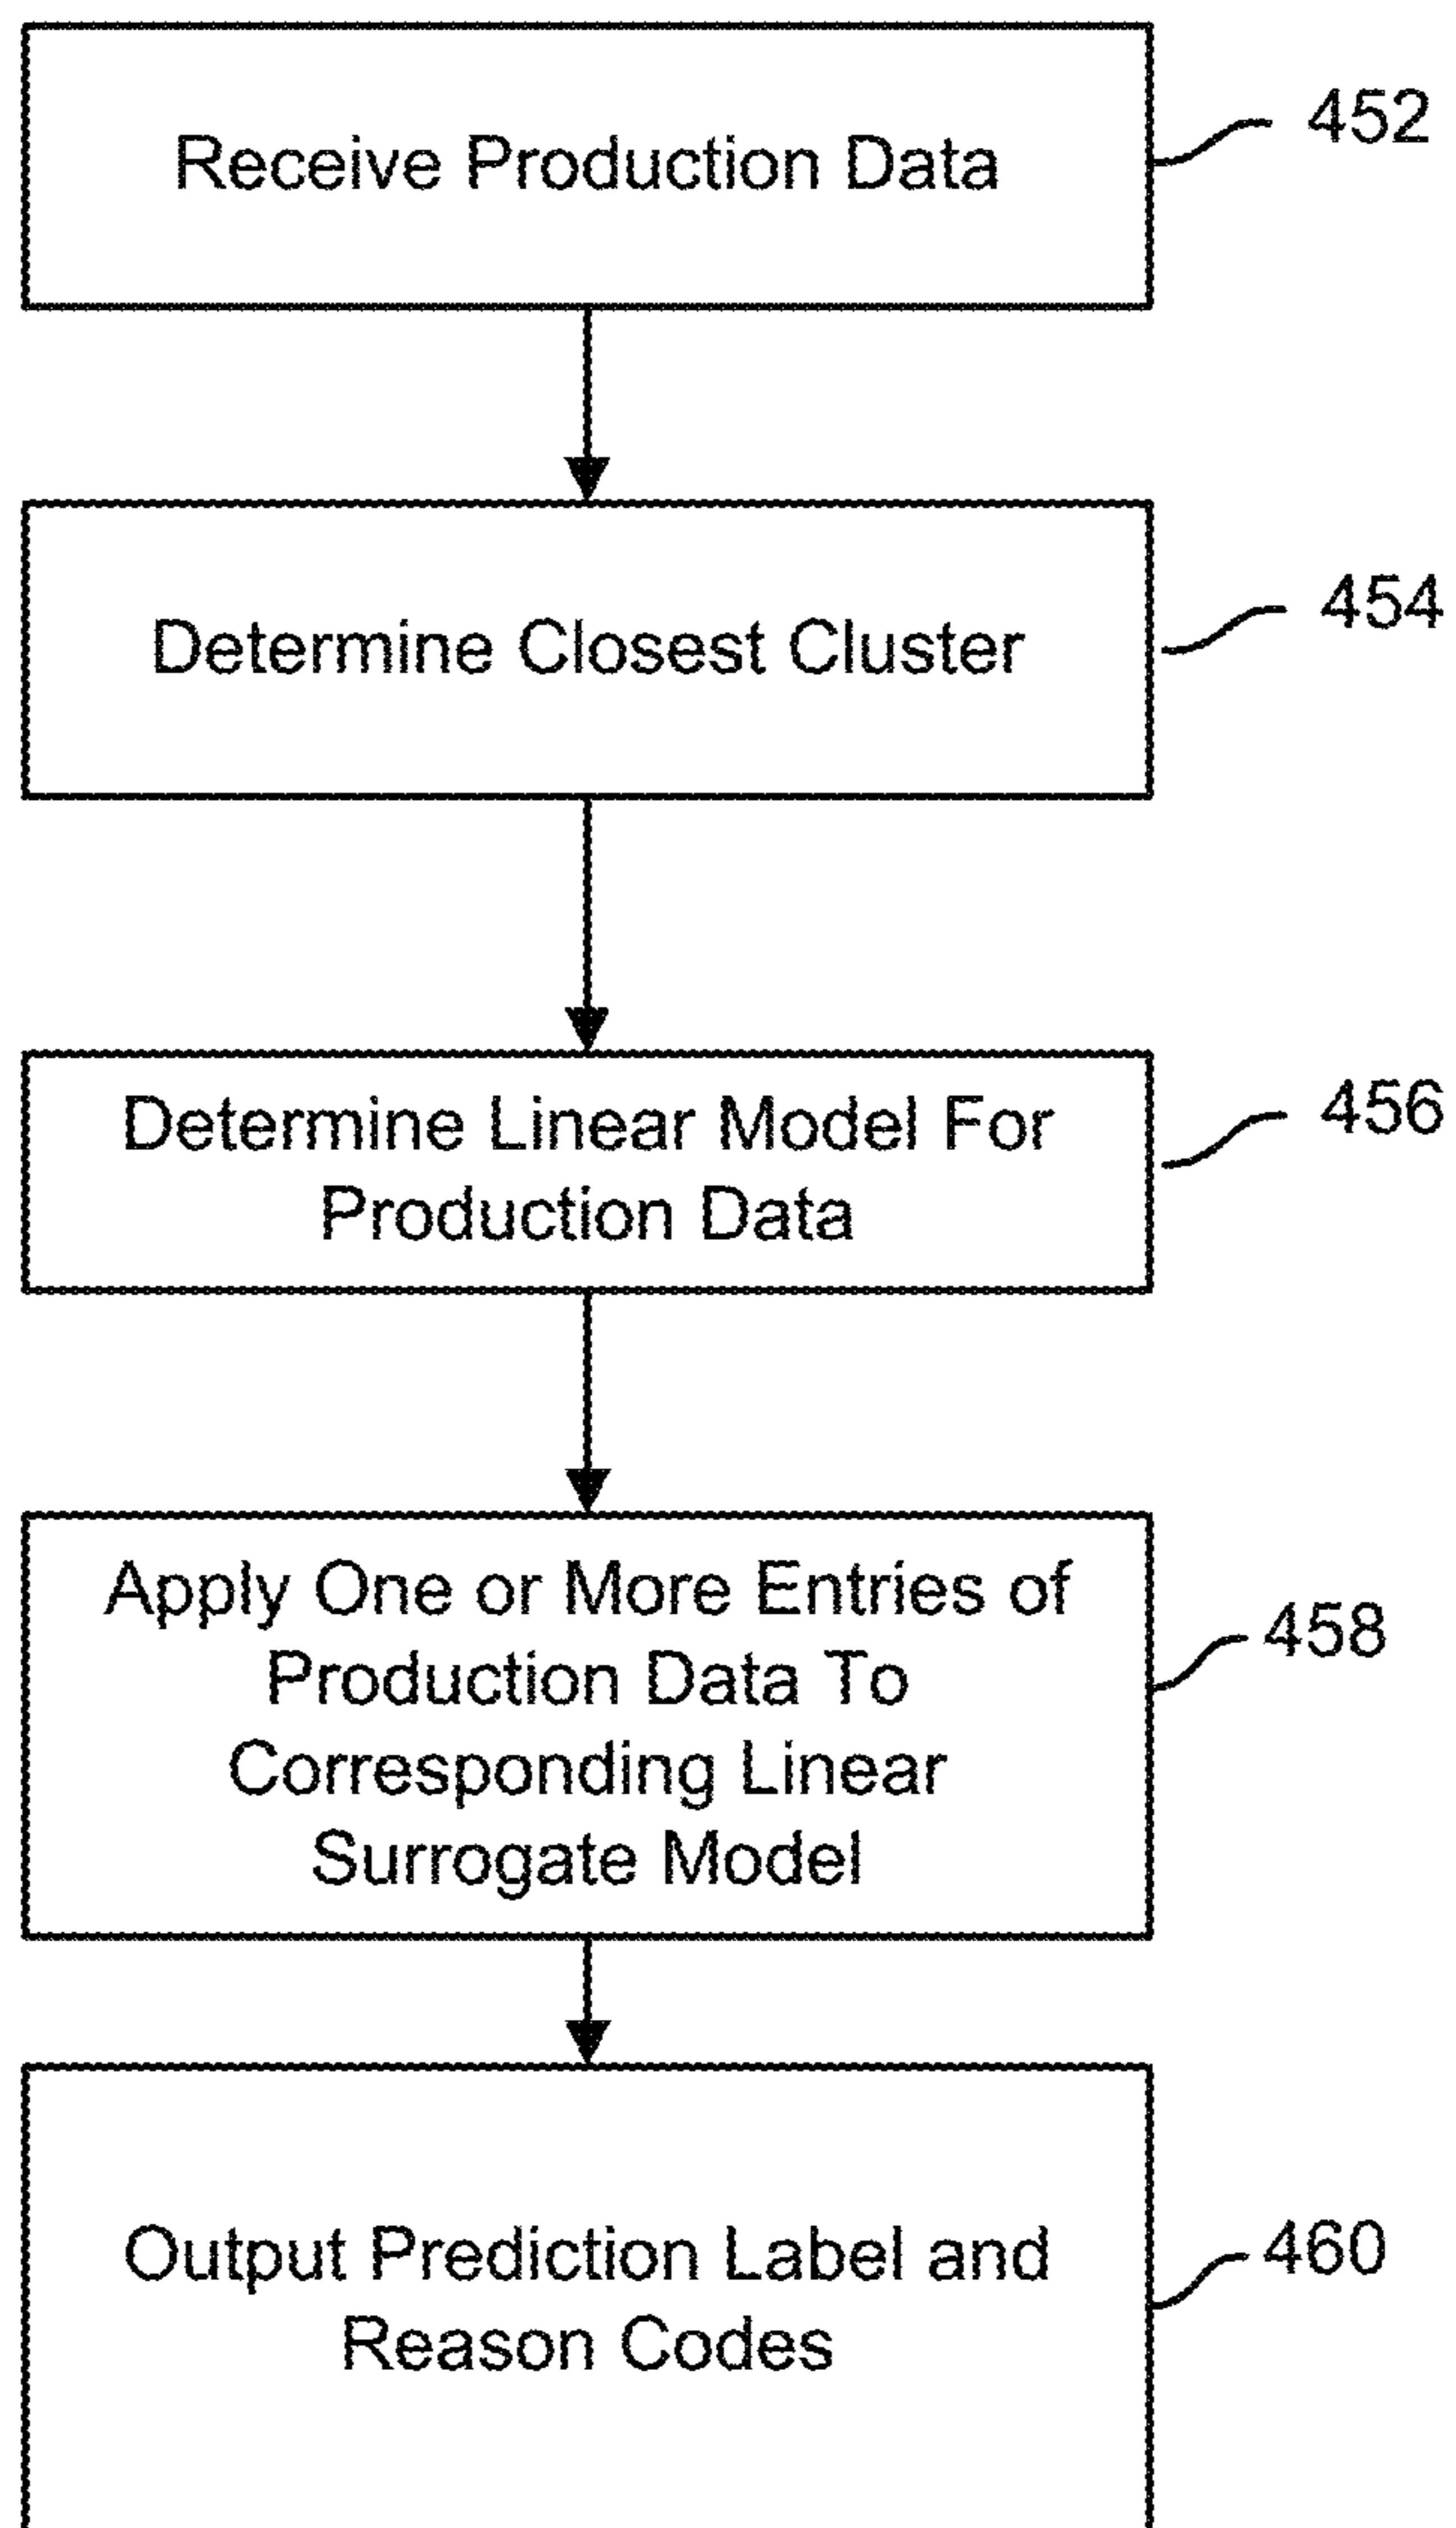 Receive Production Data
452
Determine Closest Cluster
454
Determine Linear Model For
Production Data
456
Apply One or More Entries of
Production Data To
Corresponding Linear
Surrogate Model
458
Output Prediction Label and
Reason Codes
460